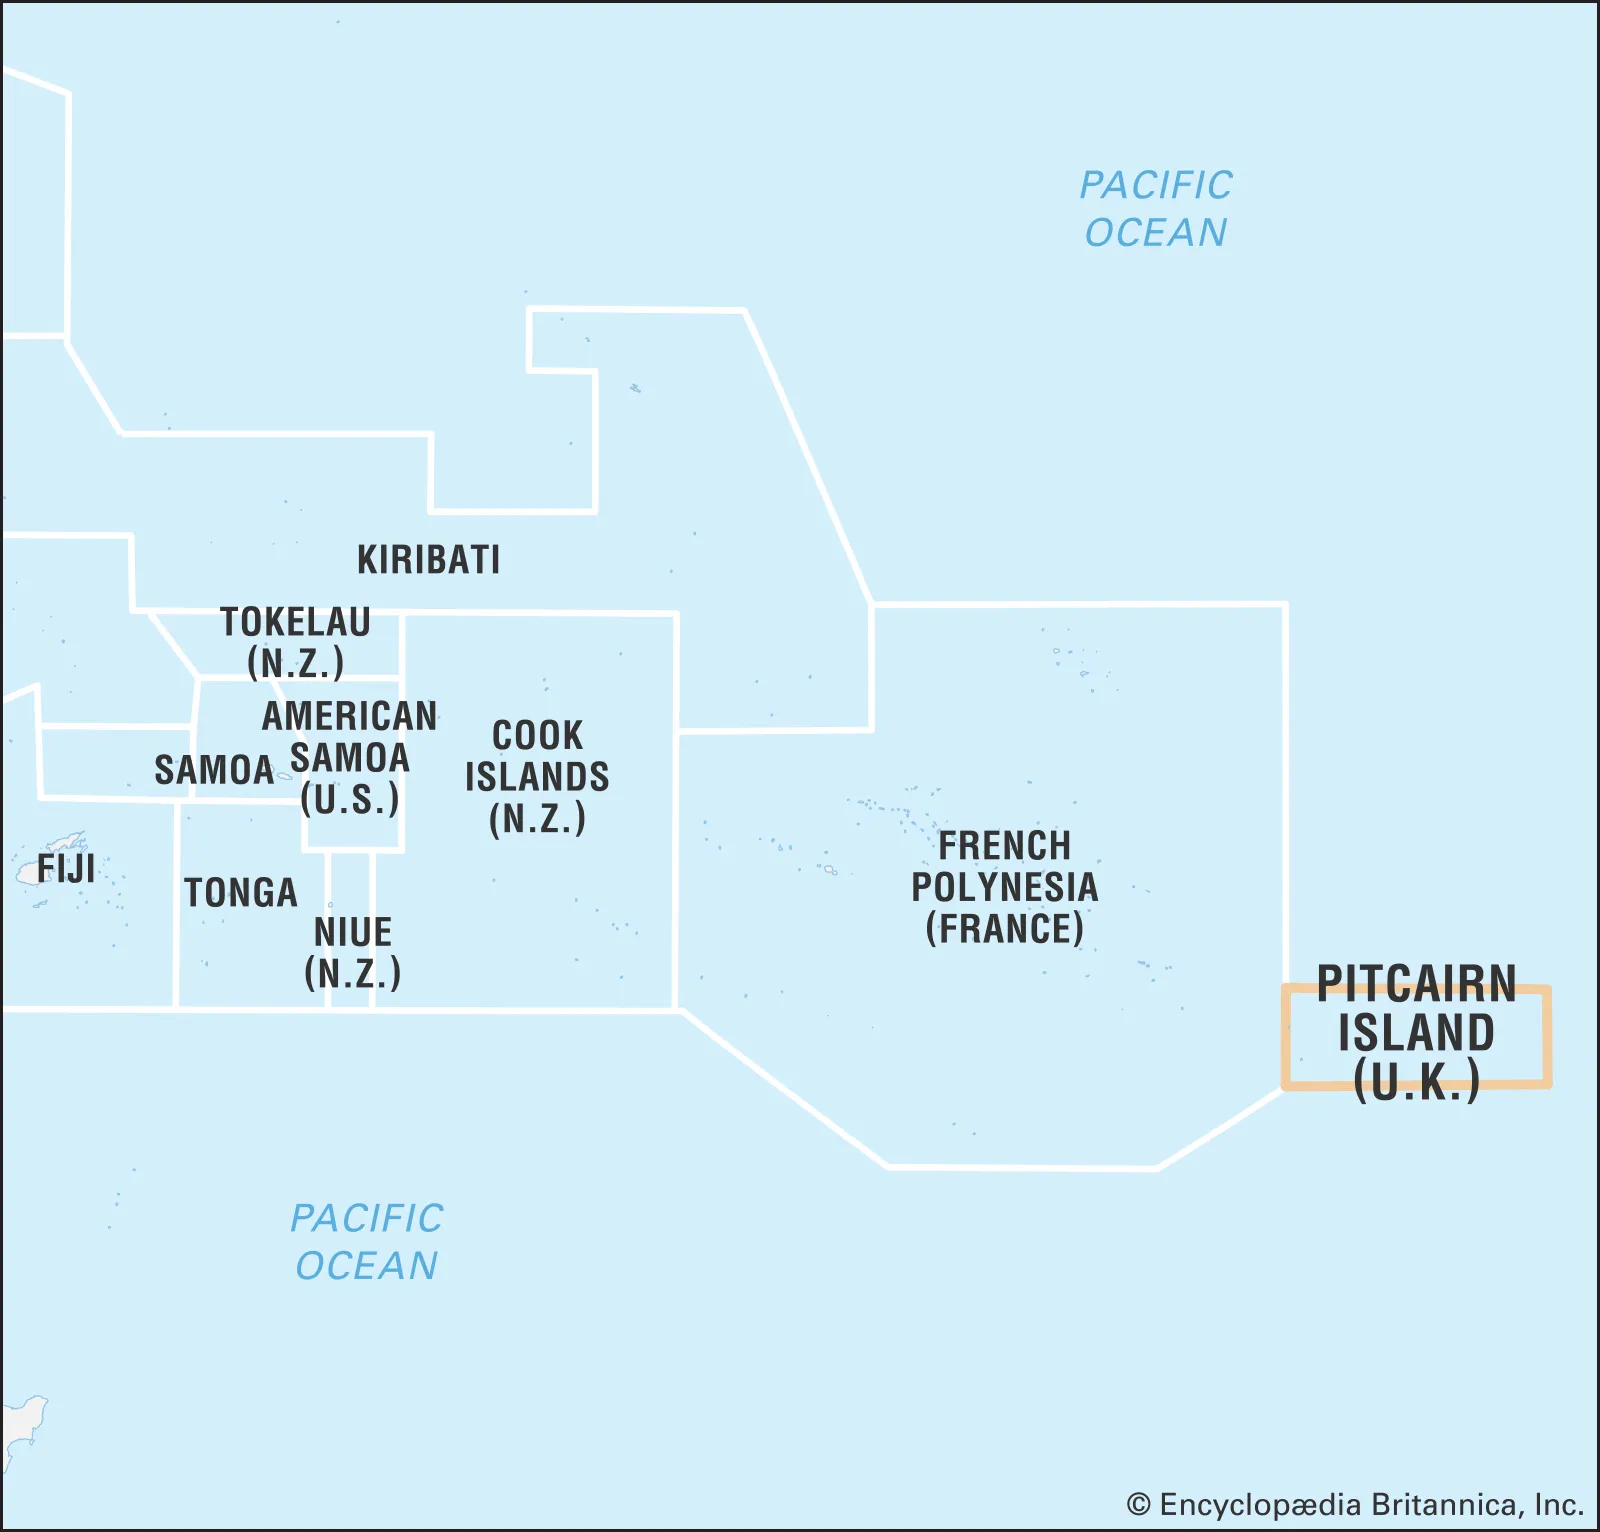 PACIFIC
OCEAN
KIRIBATI
TOKELAU
(N.Z.)
AMERICAN
SAMOA
(U.S.)
SAMOA
COOK
ISLANDS
(N.Z.)
FIJI
TONGA
NIUE
(N.Z.)
FRENCH
POLYNESIA
(FRANCE)
PITCAIRN
ISLAND
(U.K.)
PACIFIC
OCEAN
© Encyclopædia Britannica, Inc.